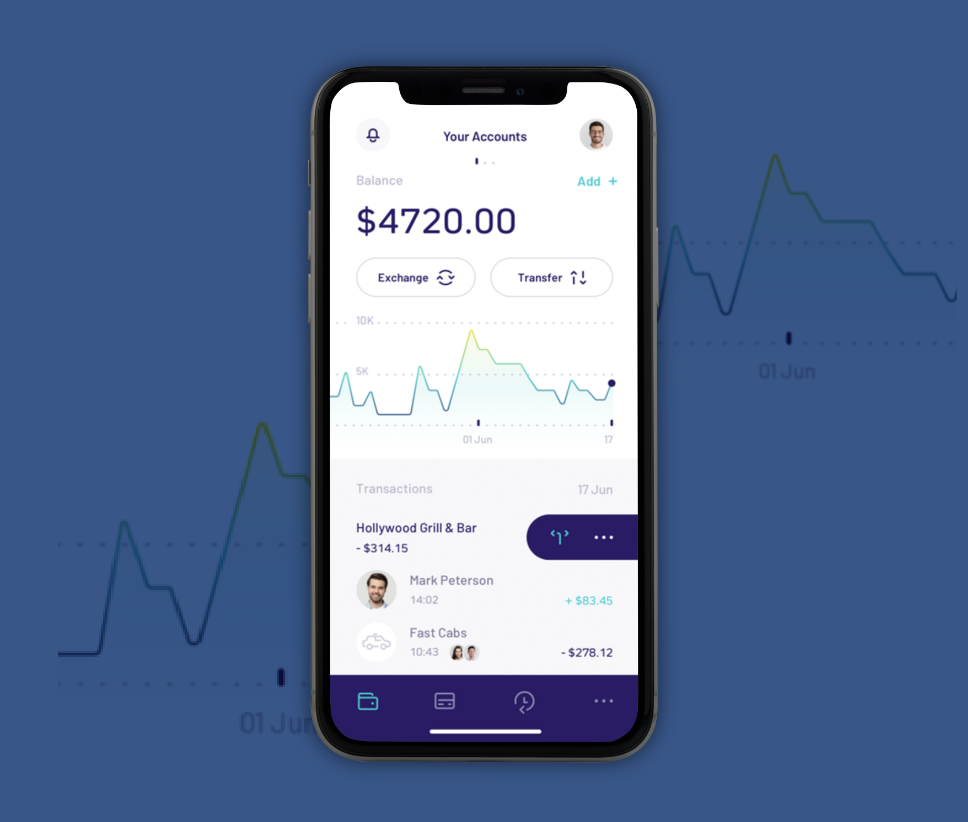 Your Accounts
Balance
Add +
$4720.00
Exchange
Transfer
10K
5K
01 Jun
17
01 Jun
Transactions
17 Jun
Hollywood Grill & Bar
- $314.15
Mark Peterson
14:02
+ $83.45
Fast Cabs
10:43
- $278.12
01 Jun